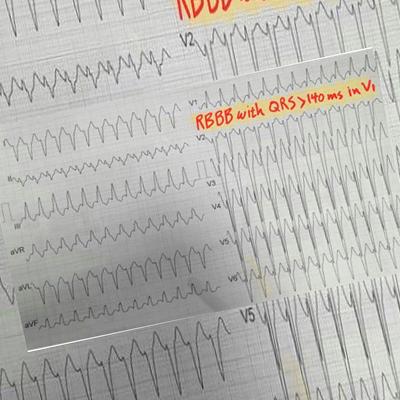 RBBB
V2
V1
RBBB with QRS > 140 ms in V1
V2
II
V3
III
V4
aVR
V5
aVL
V6
aVF
V5